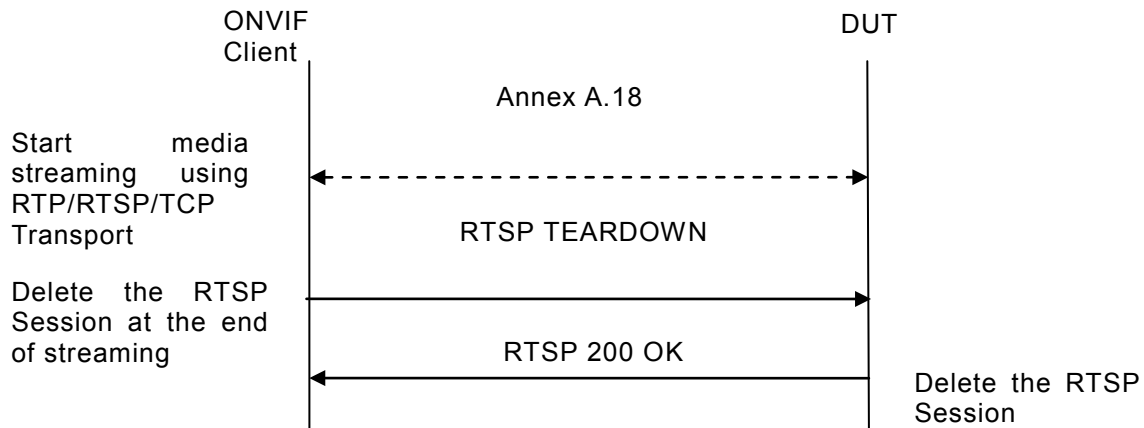 ONVIF
Client
DUT
Annex A.18
Start media
streaming using
RTP/RTSP/TCP
Transport
RTSP TEARDOWN
Delete the RTSP
Session at the end
of streaming
RTSP 200 OK
Delete the RTSP
Session